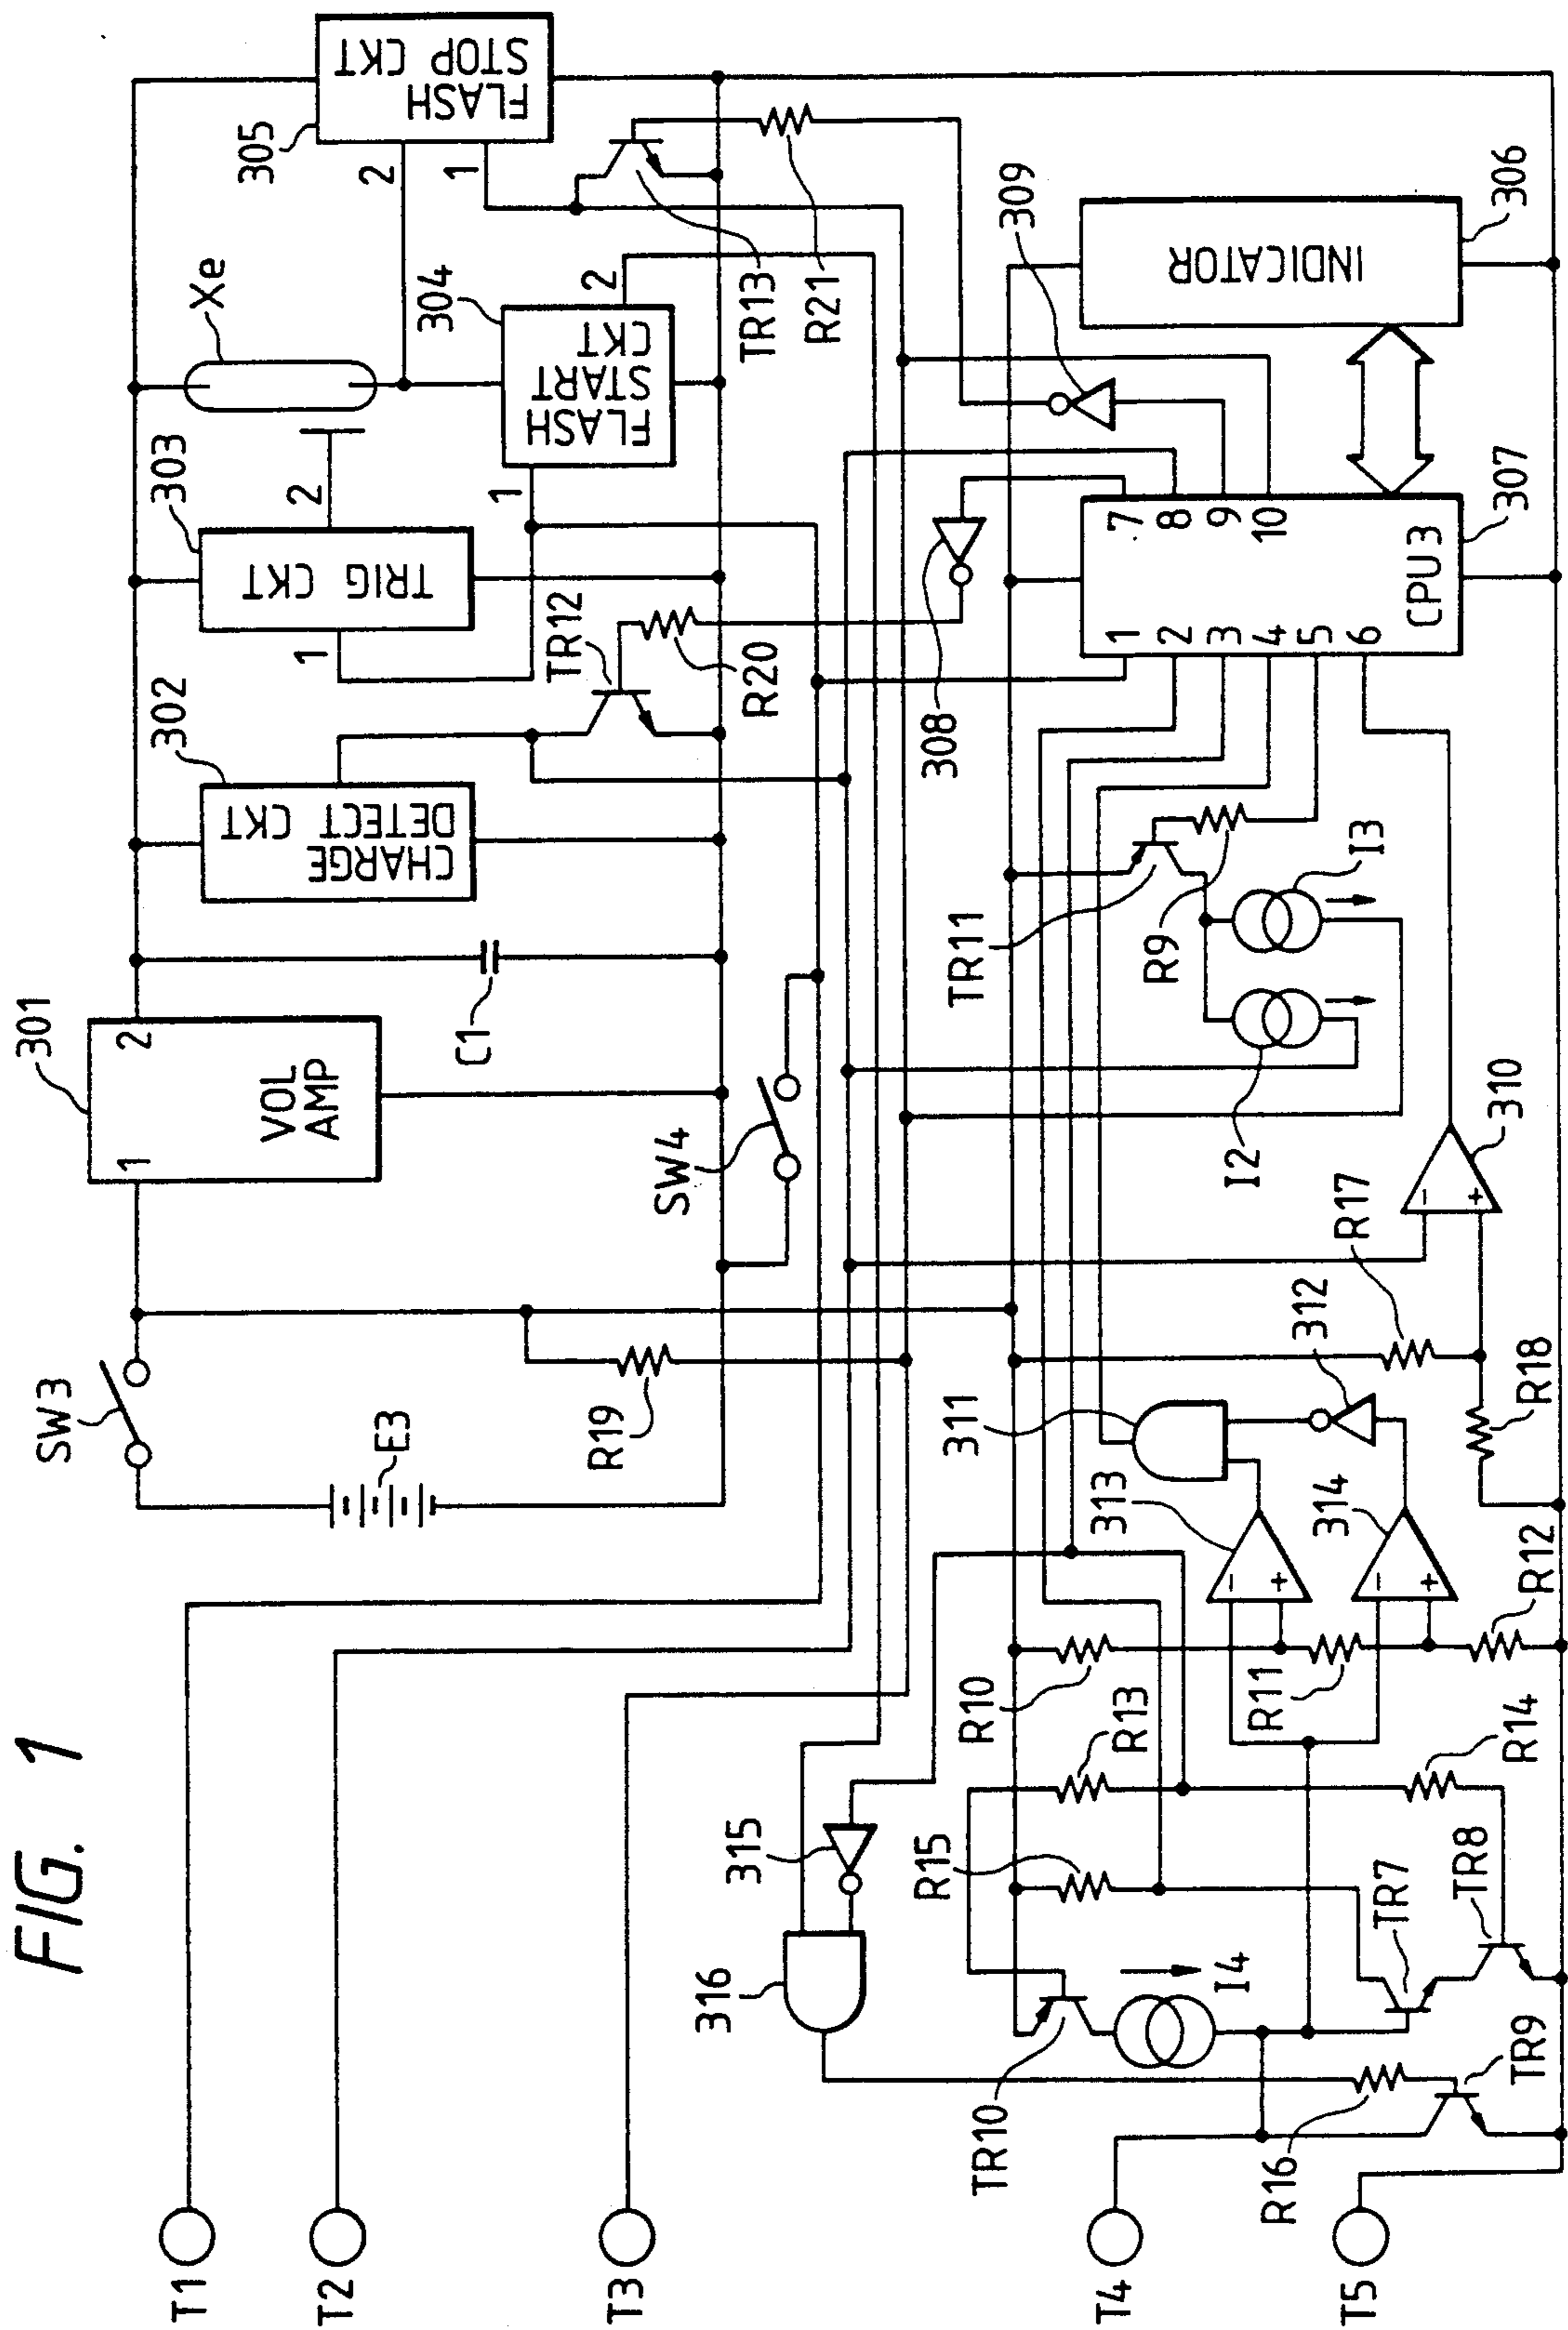 FIG. 1
SW3
E3
301
1
2
VOL
AMP
C1
302
CHARGE
DETECT
CKT
303
TRIG CKT
1
2
Xe
304
FLASH
START
CKT
1
2
305
FLASH
STOP CKT
2
1
R19
SW4
TR12
R20
TR13
R21
308
309
316
315
R15
R13
R10
311
313
312
314
R11
R12
R14
R17
R18
310
I2
I3
TR11
R9
1
2
3
4
5
6
7
8
9
10
CPU3
307
INDICATOR
306
TR10
I4
TR7
TR8
TR9
R16
-
+
-
+
-
+
T1
T2
T3
T4
T5